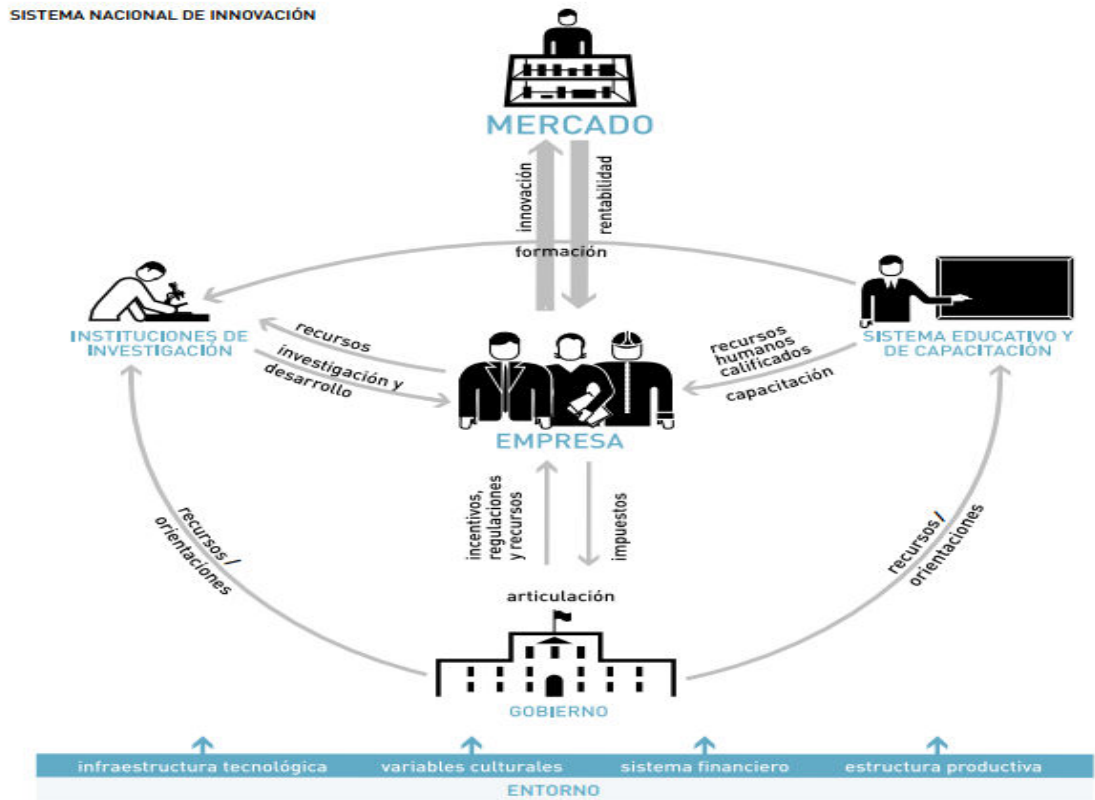 SISTEMA NACIONAL DE INNOVACIÓN
MERCADO
innovación
rentabilidad
formación
INSTITUCIONES DE
INVESTIGACIÓN
SISTEMA EDUCATIVO Y
DE CAPACITACIÓN
recursos
investigación y
desarrollo
recursos
humanos
calificados
capacitación
EMPRESA
incentivos,
regulaciones
y recursos
impuestos
recursos /
orientaciones
recursos /
orientaciones
articulación
GOBIERNO
infraestructura tecnológica
variables culturales
sistema financiero
estructura productiva
ENTORNO